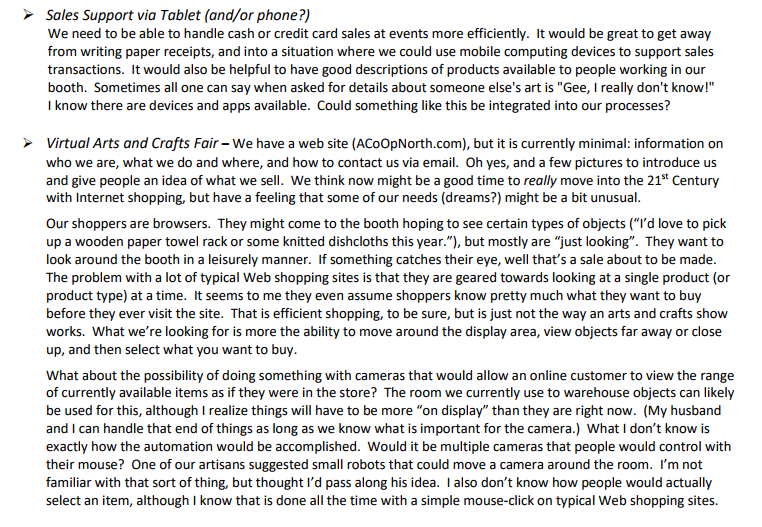 ➢ Sales Support via Tablet (and/or phone?)
We need to be able to handle cash or credit card sales at events more efficiently.  It would be great to get away
from writing paper receipts, and into a situation where we could use mobile computing devices to support sales
transactions.  It would also be helpful to have good descriptions of products available to people working in our
booth.  Sometimes all one can say when asked for details about someone else's art is "Gee, I really don't know!"
I know there are devices and apps available.  Could something like this be integrated into our processes?
➢ Virtual Arts and Crafts Fair – We have a web site (ACoOpNorth.com), but it is currently minimal: information on
who we are, what we do and where, and how to contact us via email.  Oh yes, and a few pictures to introduce us
and give people an idea of what we sell.  We think now might be a good time to really move into the 21st Century
with Internet shopping, but have a feeling that some of our needs (dreams?) might be a bit unusual.
Our shoppers are browsers.  They might come to the booth hoping to see certain types of objects (“I’d love to pick
up a wooden paper towel rack or some knitted dishcloths this year.”), but mostly are “just looking”.  They want to
look around the booth in a leisurely manner.  If something catches their eye, well that’s a sale about to be made.
The problem with a lot of typical Web shopping sites is that they are geared towards looking at a single product (or
product type) at a time.  It seems to me they even assume shoppers know pretty much what they want to buy
before they ever visit the site.  That is efficient shopping, to be sure, but is just not the way an arts and crafts show
works.  What we’re looking for is more the ability to move around the display area, view objects far away or close
up, and then select what you want to buy.
What about the possibility of doing something with cameras that would allow an online customer to view the range
of currently available items as if they were in the store?  The room we currently use to warehouse objects can likely
be used for this, although I realize things will have to be more “on display” than they are right now.  (My husband
and I can handle that end of things as long as we know what is important for the camera.)  What I don’t know is
exactly how the automation would be accomplished.  Would it be multiple cameras that people would control with
their mouse?  One of our artisans suggested small robots that could move a camera around the room.  I’m not
familiar with that sort of thing, but thought I’d pass along his idea.  I also don’t know how people would actually
select an item, although I know that is done all the time with a simple mouse-click on typical Web shopping sites.